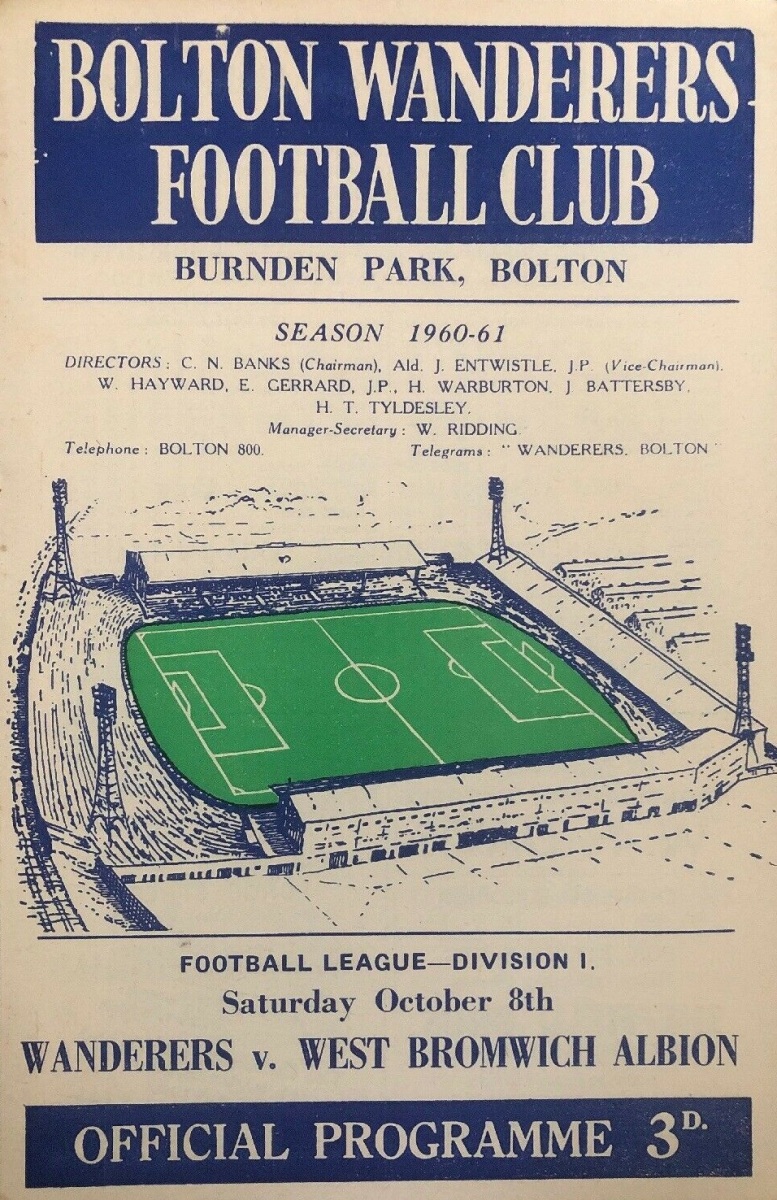 BOLTON WANDERERS
FOOTBALL CLUB
BURNDEN PARK, BOLTON
SEASON 1960-61
DIRECTORS: C. N. BANKS (Chairman), Ald. J. ENTWISTLE, J.P. (Vice-Chairman).
W. HAYWARD, E. GERRARD, J.P., H. WARBURTON, J. BATTERSBY,
H. T. TYLDESLEY.
Manager-Secretary: W. RIDDING.
Telephone: BOLTON 800. Telegrams: "WANDERERS, BOLTON"
FOOTBALL LEAGUE—DIVISION I.
Saturday October 8th
WANDERERS v. WEST BROMWICH ALBION
OFFICIAL PROGRAMME 3D.